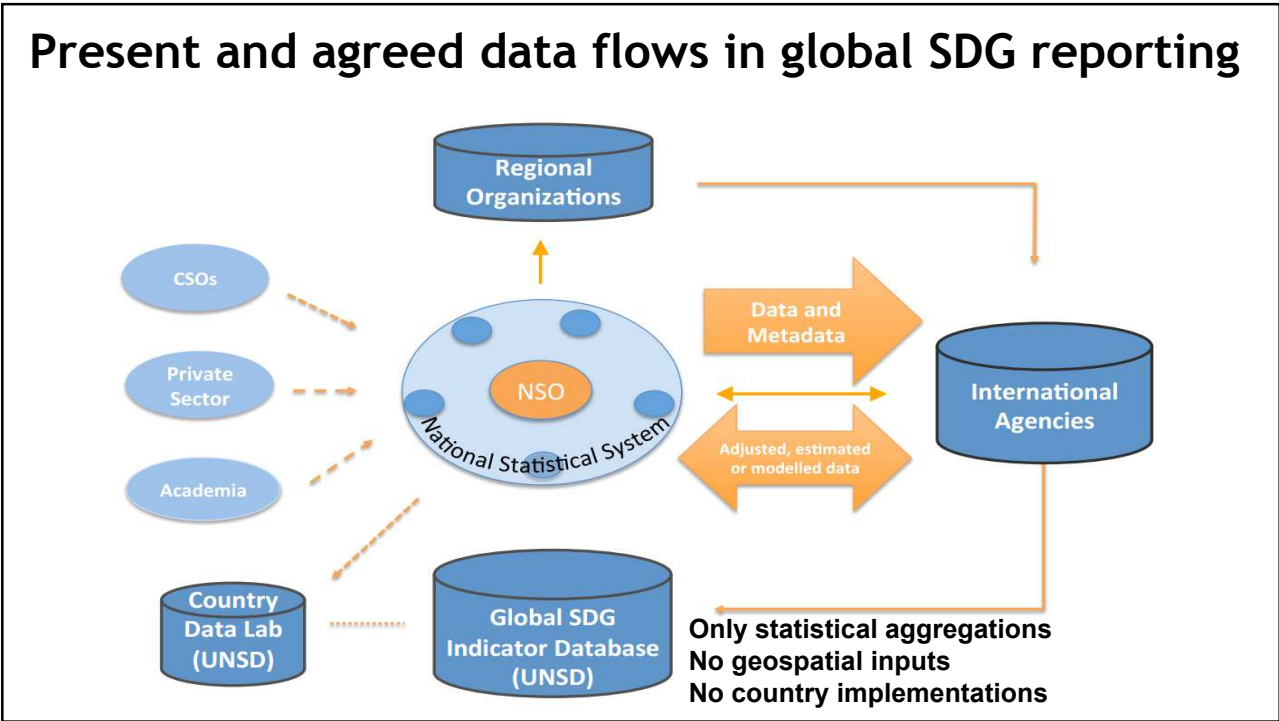 Present and agreed data flows in global SDG reporting
Regional
Organizations
CSOs
Private
Sector
Academia
NSO
National Statistical System
Data and
Metadata
Adjusted, estimated
or modelled data
International
Agencies
Country
Data Lab
(UNSD)
Global SDG
Indicator Database
(UNSD)
Only statistical aggregations
No geospatial inputs
No country implementations